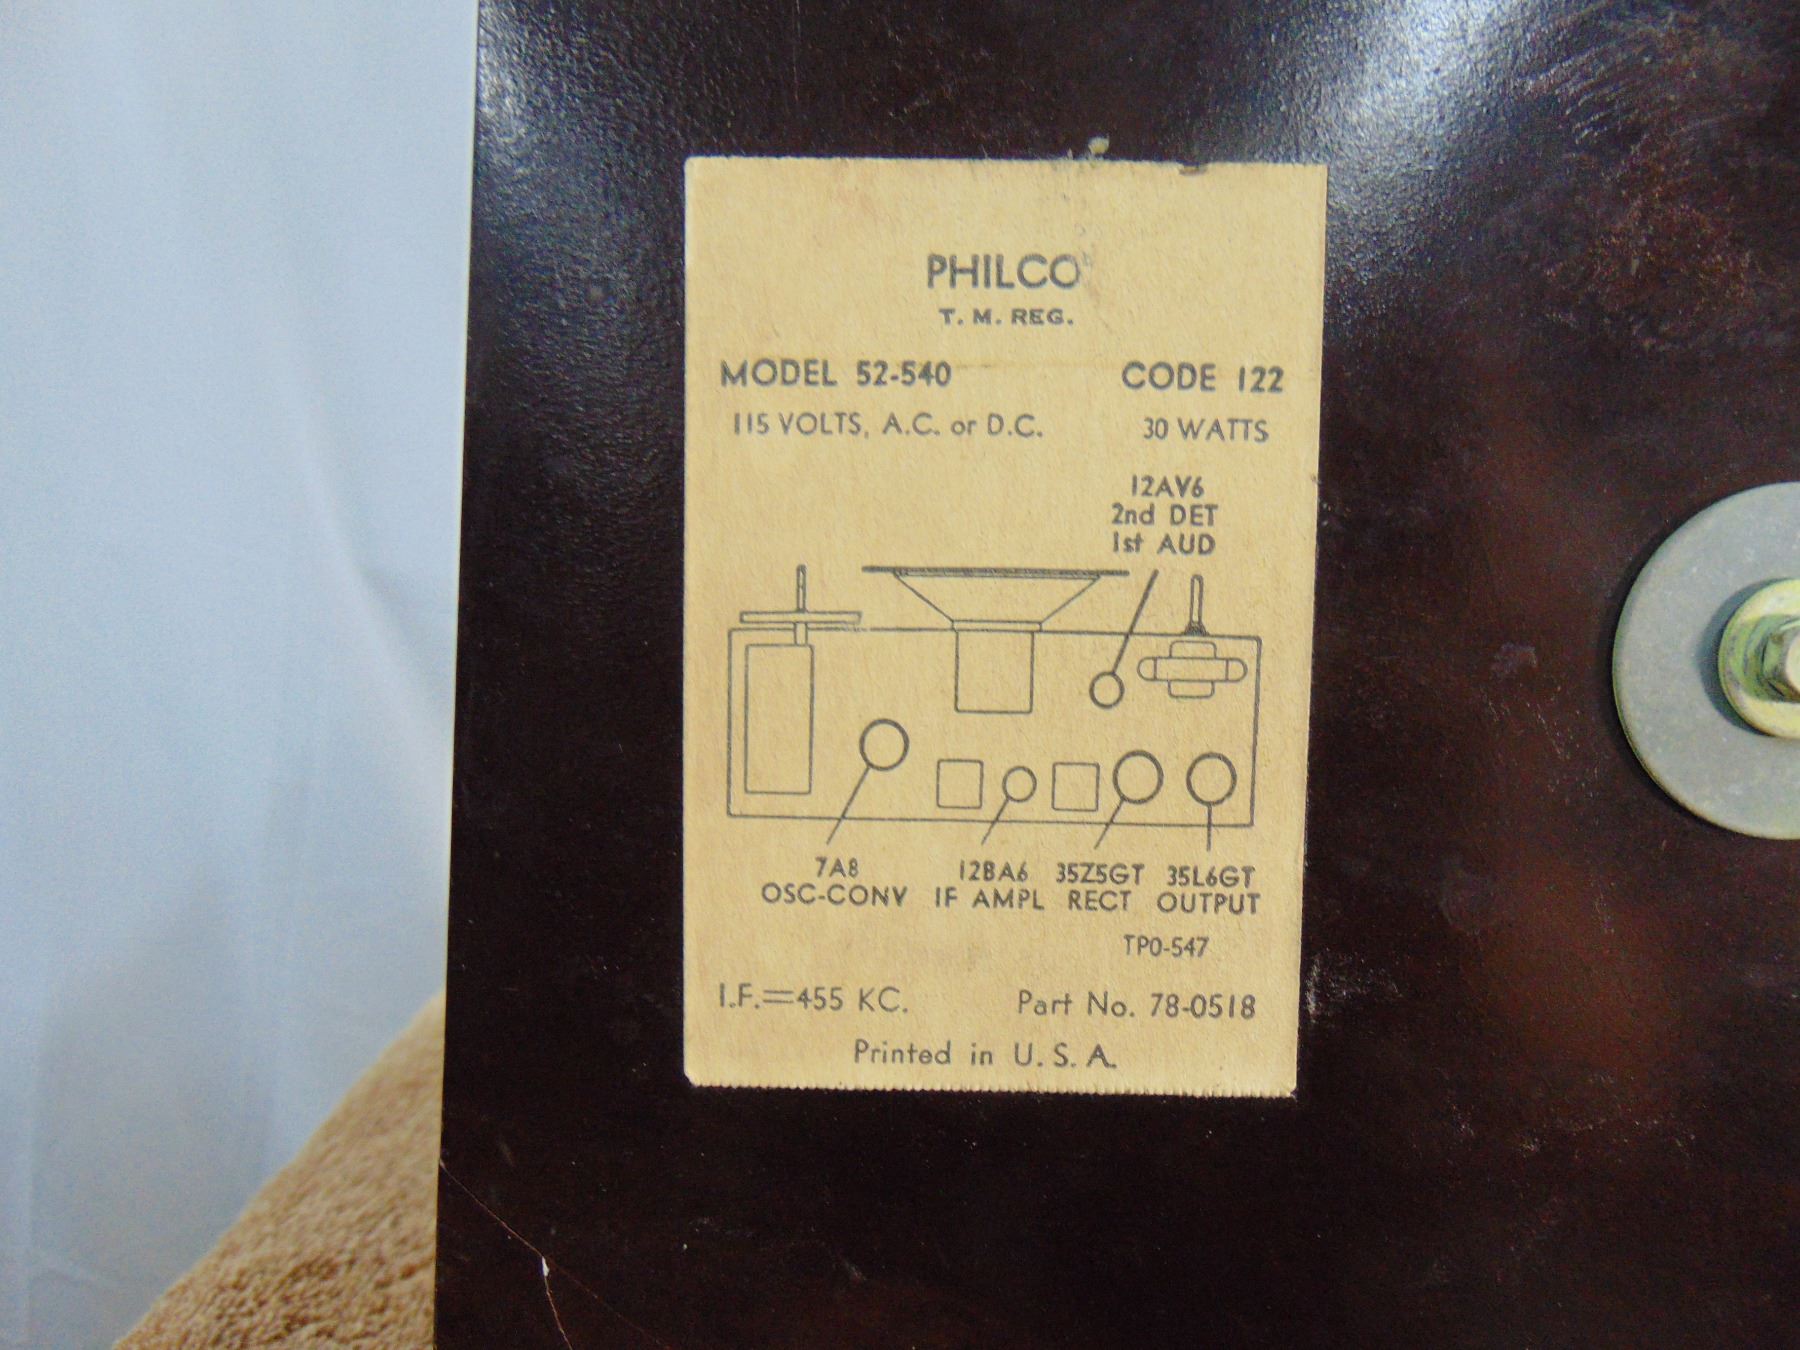 PHILCO
T. M. REG.
MODEL 52-540 CODE 122
115 VOLTS, A.C. or D.C. 30 WATTS
12AV6
2nd DET
1st AUD
7A8 12BA6 35Z5GT 35L6GT
OSC-CONV IF AMPL RECT OUTPUT
TP0-547
I.F.=455 KC. Part No. 78-0518
Printed in U. S. A.